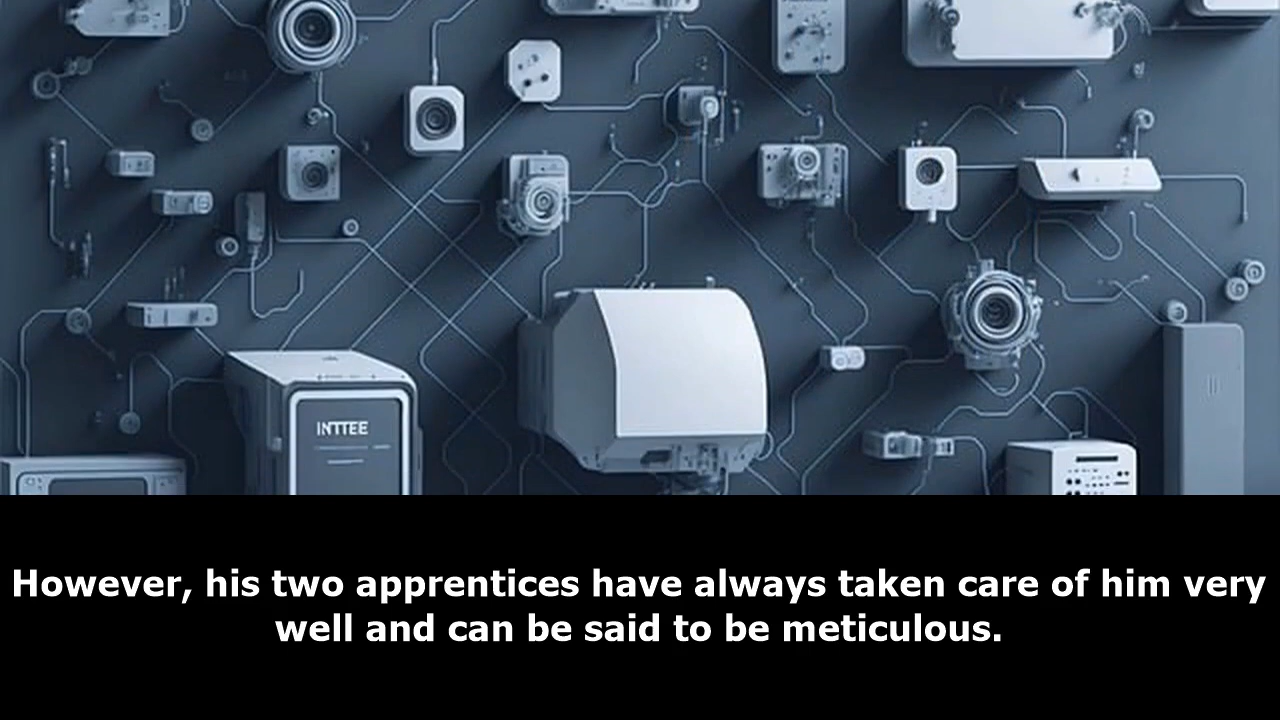 INTTEE
However, his two apprentices have always taken care of him very
well and can be said to be meticulous.